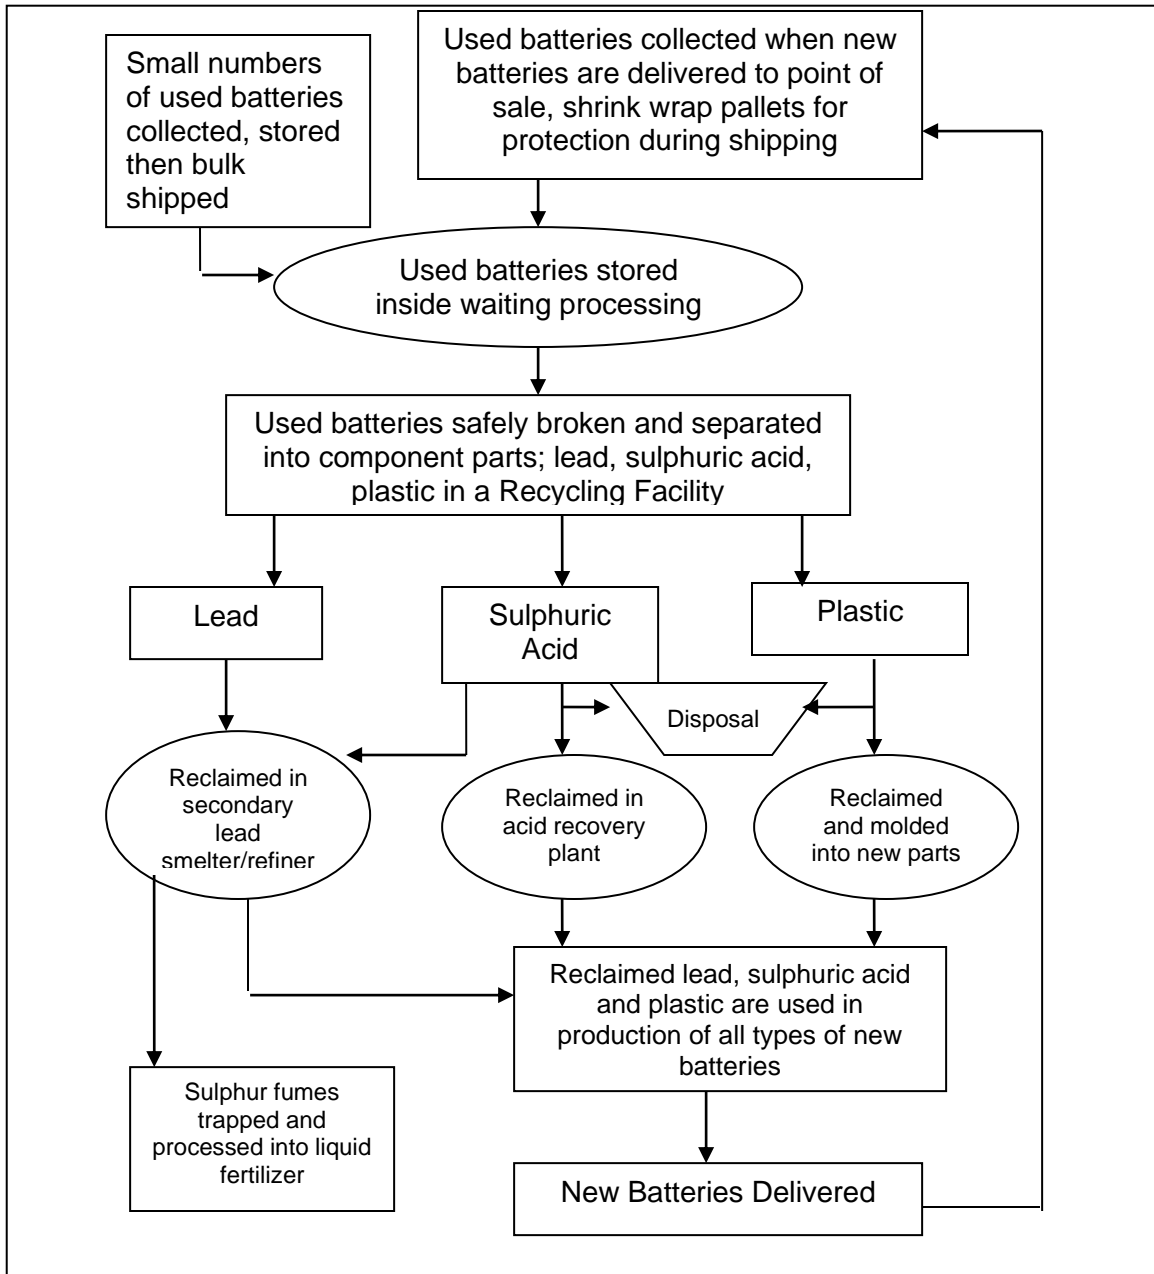 Small numbers
of used batteries
collected, stored
then bulk
shipped
Used batteries collected when new
batteries are delivered to point of
sale, shrink wrap pallets for
protection during shipping
Used batteries stored
inside waiting processing
Used batteries safely broken and separated
into component parts; lead, sulphuric acid,
plastic in a Recycling Facility
Lead
Sulphuric
Acid
Plastic
Disposal
Reclaimed in
secondary
lead
smelter/refiner
Reclaimed in
acid recovery
plant
Reclaimed
and molded
into new parts
Reclaimed lead, sulphuric acid
and plastic are used in
production of all types of new
batteries
Sulphur fumes
trapped and
processed into liquid
fertilizer
New Batteries Delivered